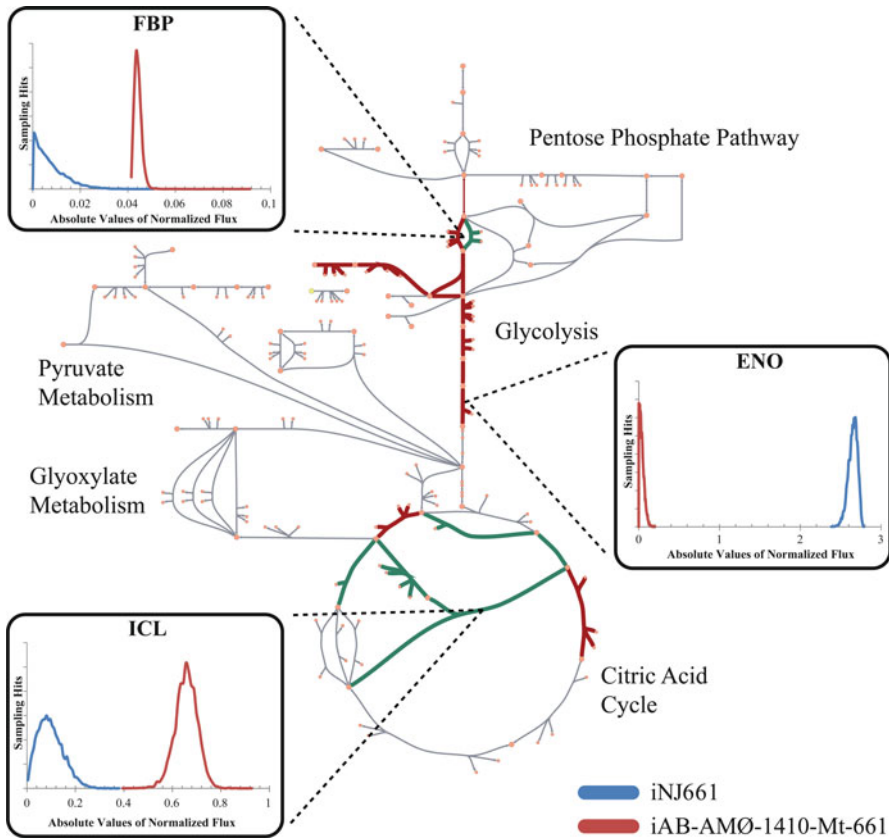 FBP
Sampling Hits
0
0.02
0.04
0.06
0.08
0.1
Absolute Values of Normalized Flux
Pentose Phosphate Pathway
Glycolysis
Pyruvate
Metabolism
ENO
Sampling Hits
0
1
2
3
Absolute Values of Normalized Flux
Glyoxylate
Metabolism
ICL
Sampling Hits
0
0.2
0.4
0.6
0.8
1
Absolute Values of Normalized Flux
Citric Acid
Cycle
iNJ661
iAB-AMØ-1410-Mt-661